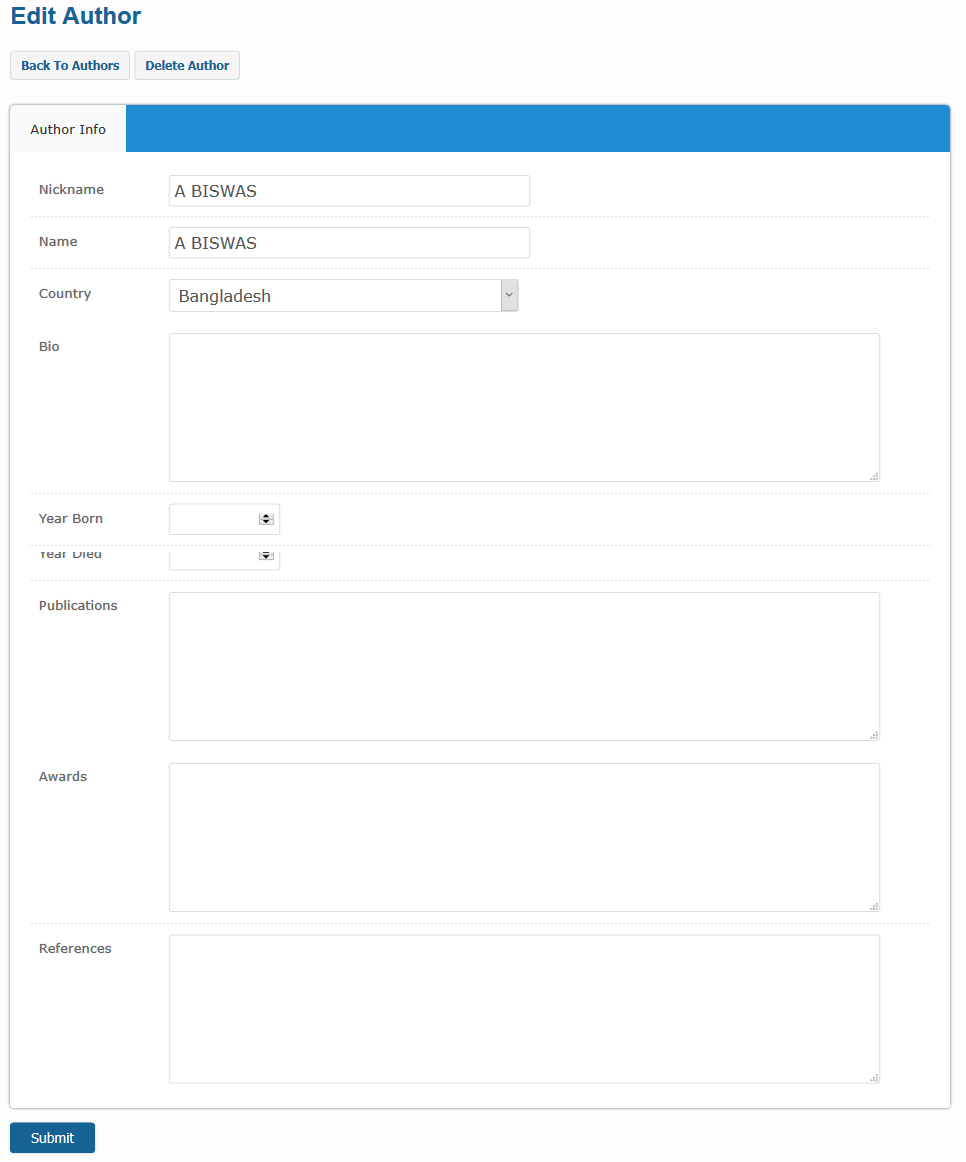 Edit Author
Back To Authors Delete Author
Author Info
Nickname A BISWAS
Name A BISWAS
Country Bangladesh
Bio
Year Born
Year Died
Publications
Awards
References
Submit